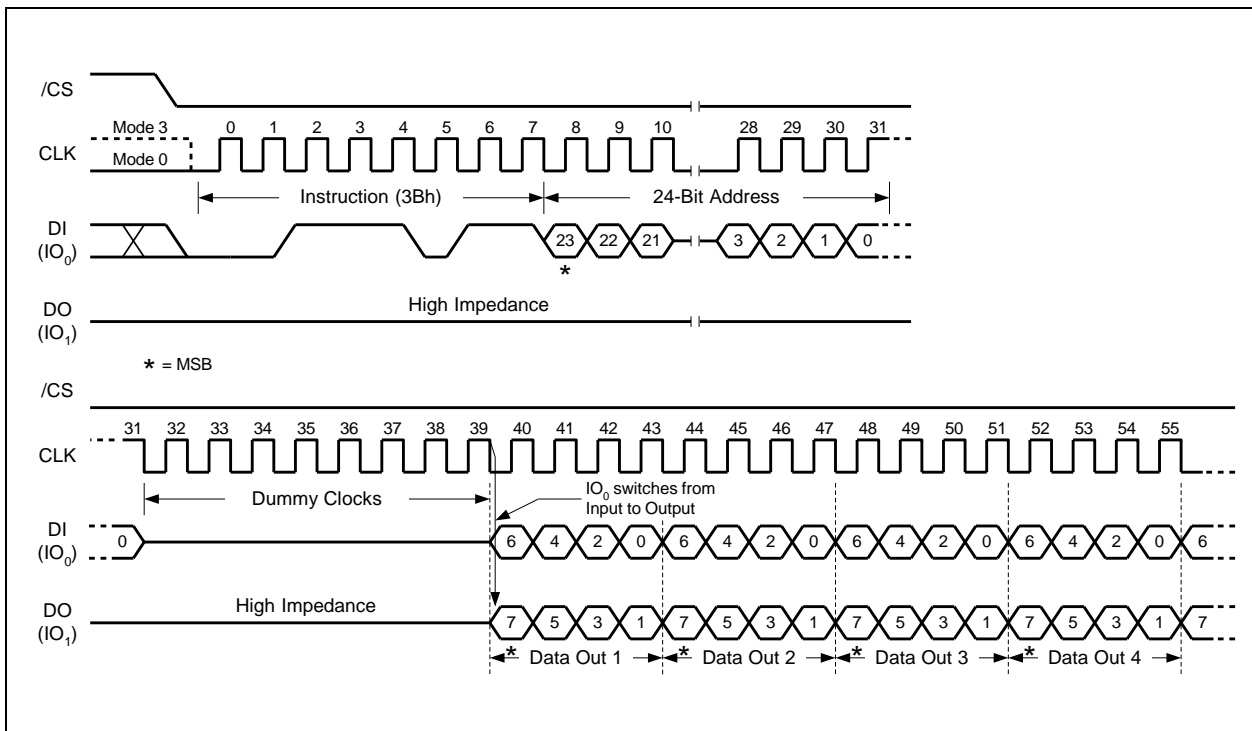 /CS
Mode 3 0 1 2 3 4 5 6 7 8 9 10 28 29 30 31
CLK
Mode 0
Instruction (3Bh) 24-Bit Address
DI
(IO0) 23 22 21 3 2 1 0
*
DO High Impedance
(IO1)
* = MSB
/CS
31 32 33 34 35 36 37 38 39 40 41 42 43 44 45 46 47 48 49 50 51 52 53 54 55
CLK
Dummy Clocks
IO0 switches from
Input to Output
DI
(IO0) 0 6 4 2 0 6 4 2 0 6 4 2 0 6 4 2 0 6
DO High Impedance
(IO1) 7 5 3 1 7 5 3 1 7 5 3 1 7 5 3 1 7
* Data Out 1 * Data Out 2 * Data Out 3 * Data Out 4